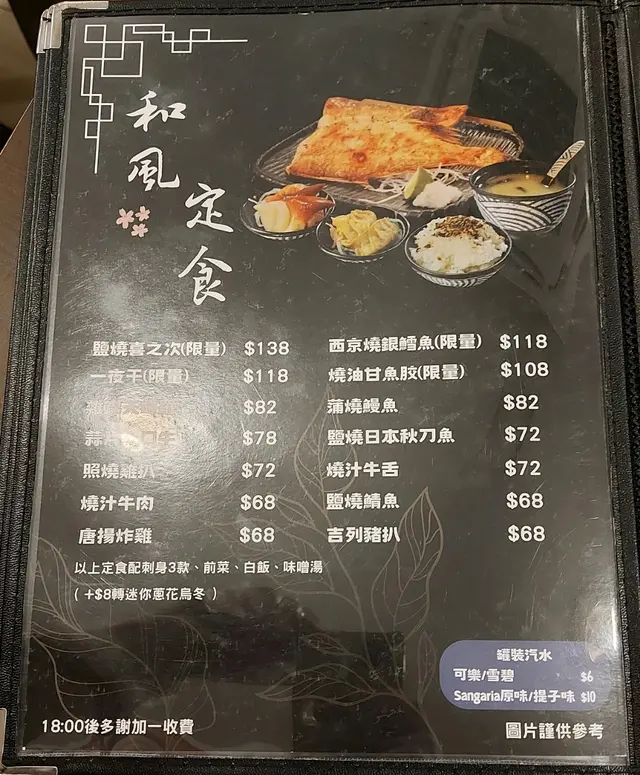 和風定食
鹽燒喜之次(限量) $138
一夜干(限量) $118
$82
$78
照燒雞扒 $72
燒汁牛肉 $68
唐揚炸雞 $68
西京燒銀鱈魚(限量) $118
燒油甘魚胶(限量) $108
蒲燒鰻魚 $82
鹽燒日本秋刀魚 $72
燒汁牛舌 $72
鹽燒鯖魚 $68
吉列豬扒 $68
以上定食配刺身3款、前菜、白飯、味噌湯
( +$8轉迷你蔥花烏冬 )
罐裝汽水
可樂/雪碧 $6
Sangaria原味/提子味 $10
18:00後多謝加一收費
圖片謹供參考